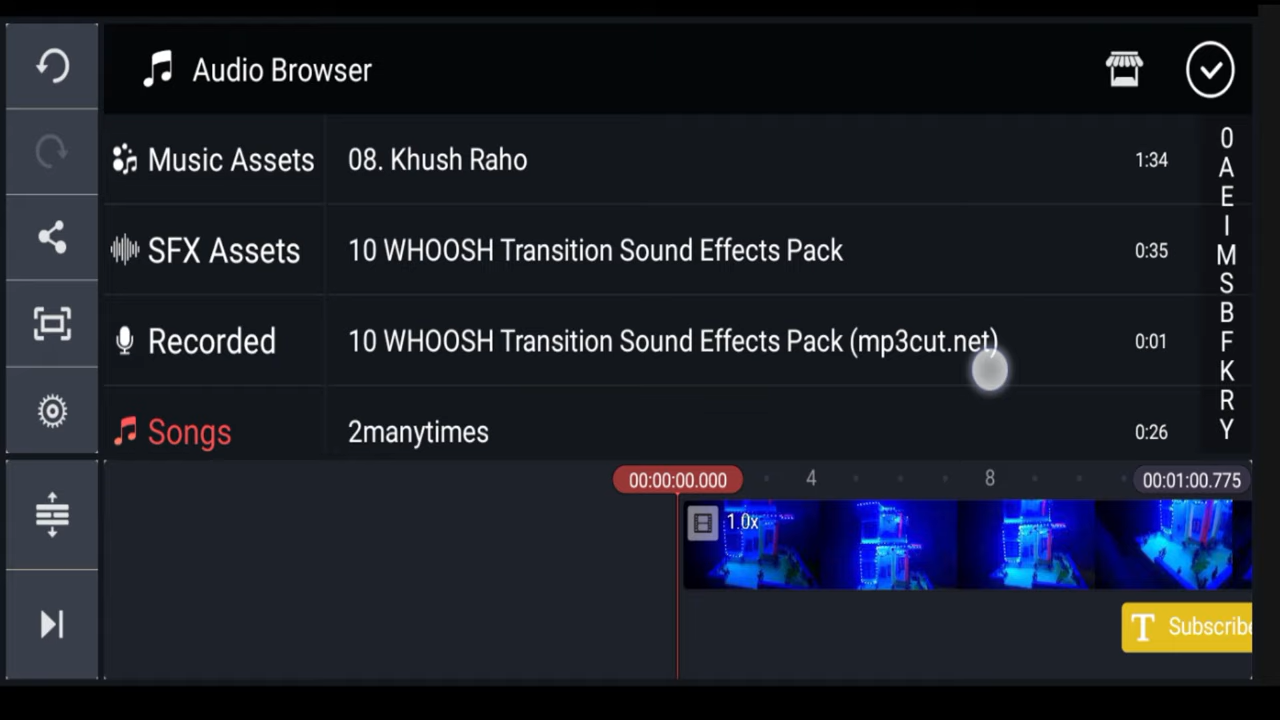 Audio Browser
Music Assets
08. Khush Raho
1:34
SFX Assets
10 WHOOSH Transition Sound Effects Pack
0:35
Recorded
10 WHOOSH Transition Sound Effects Pack (mp3cut.net)
0:01
Songs
2manytimes
0:26
0
A
E
I
M
S
B
F
K
R
Y
00:00:00.000
4
8
00:01:00.775
1.0x
T Subscribe